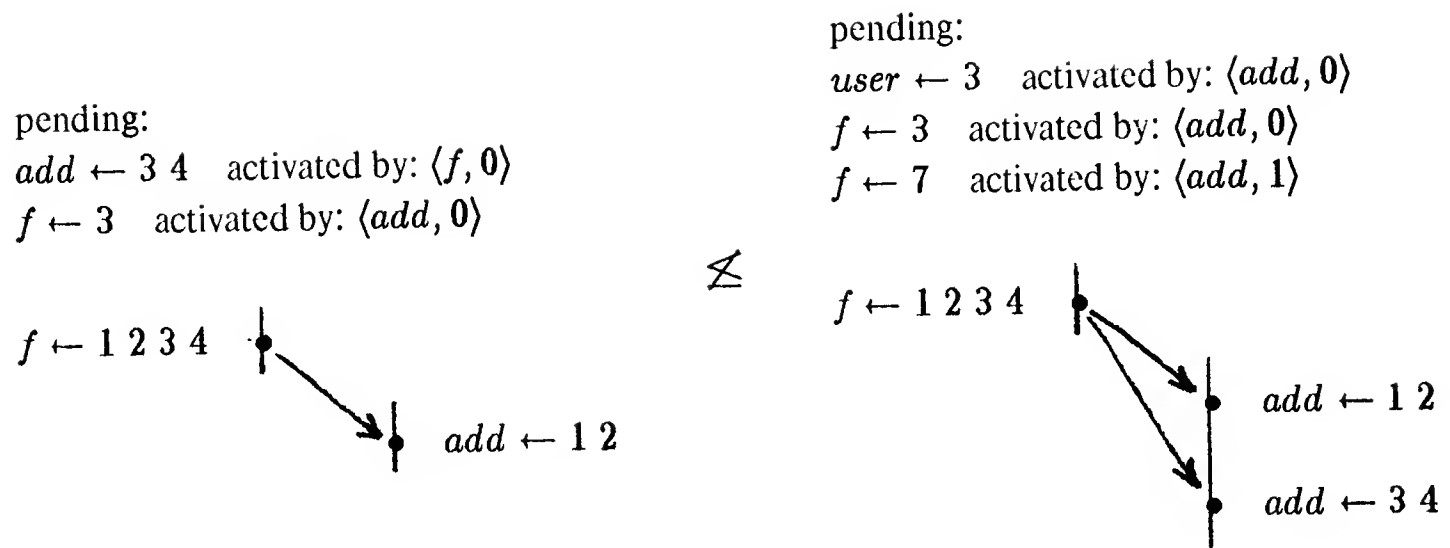 pending:
add ← 3 4 activated by: ⟨f, 0⟩
f ← 3 activated by: ⟨add, 0⟩
f ← 1 2 3 4
add ← 1 2
≰
pending:
user ← 3 activated by: ⟨add, 0⟩
f ← 3 activated by: ⟨add, 0⟩
f ← 7 activated by: ⟨add, 1⟩
f ← 1 2 3 4
add ← 1 2
add ← 3 4